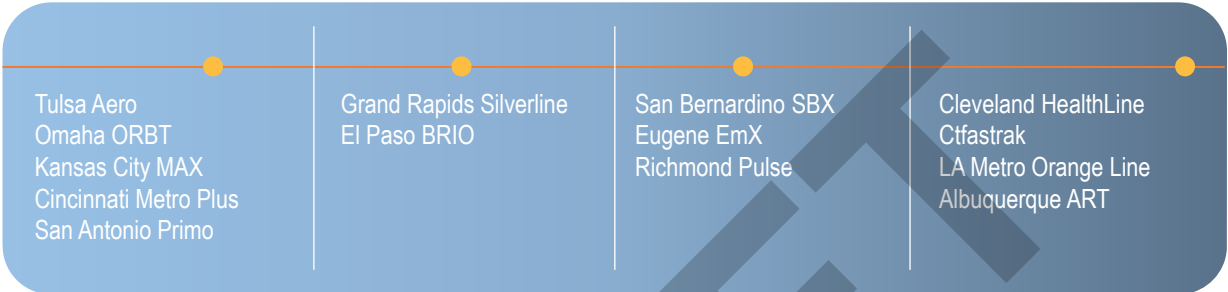 Tulsa Aero
Omaha ORBT
Kansas City MAX
Cincinnati Metro Plus
San Antonio Primo
Grand Rapids Silverline
El Paso BRIO
San Bernardino SBX
Eugene EmX
Richmond Pulse
Cleveland HealthLine
Ctfastrak
LA Metro Orange Line
Albuquerque ART